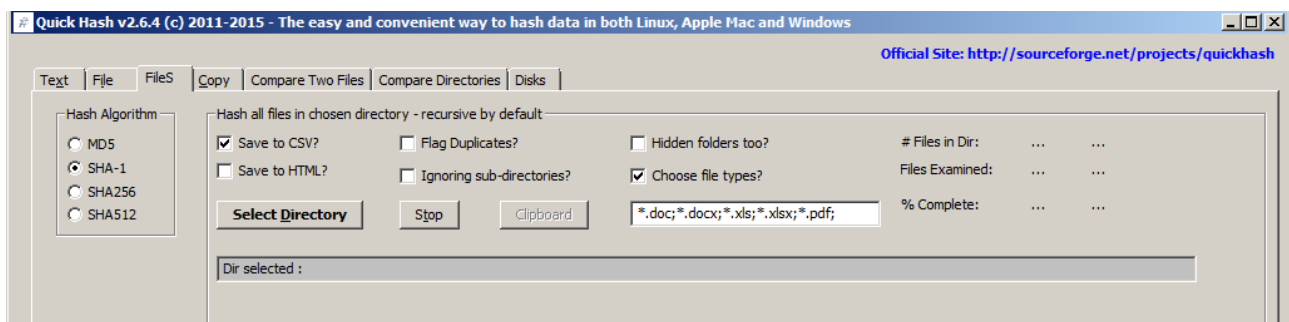 # Quick Hash v2.6.4 (c) 2011-2015 - The easy and convenient way to hash data in both Linux, Apple Mac and Windows
Official Site: http://sourceforge.net/projects/quickhash
Text File FileS Copy Compare Two Files Compare Directories Disks
Hash Algorithm
MD5
SHA-1
SHA256
SHA512
Hash all files in chosen directory - recursive by default
Save to CSV? Flag Duplicates? Hidden folders too? # Files in Dir: ... ...
Save to HTML? Ignoring sub-directories? Choose file types? Files Examined: ... ...
Select Directory Stop Clipboard *.doc;*.docx;*.xls;*.xlsx;*.pdf; % Complete: ... ...
Dir selected :